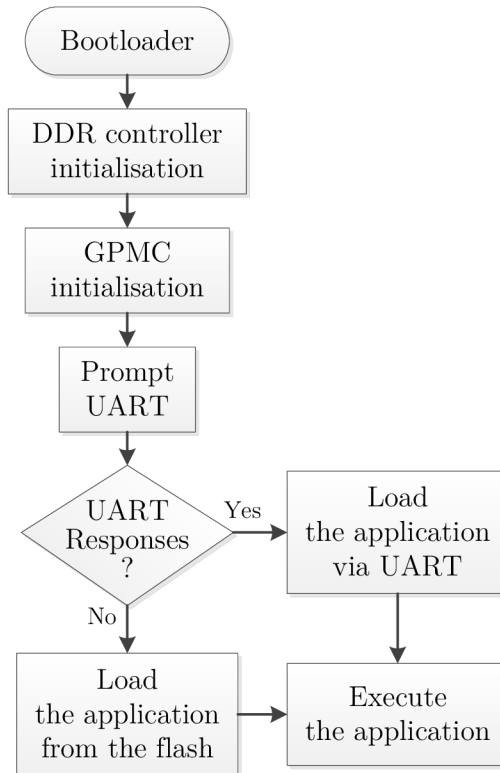 Bootloader
DDR controller
initialisation
GPMC
initialisation
Prompt
UART
UART
Responses
?
Yes
Load
the application
via UART
No
Load
the application
from the flash
Execute
the application